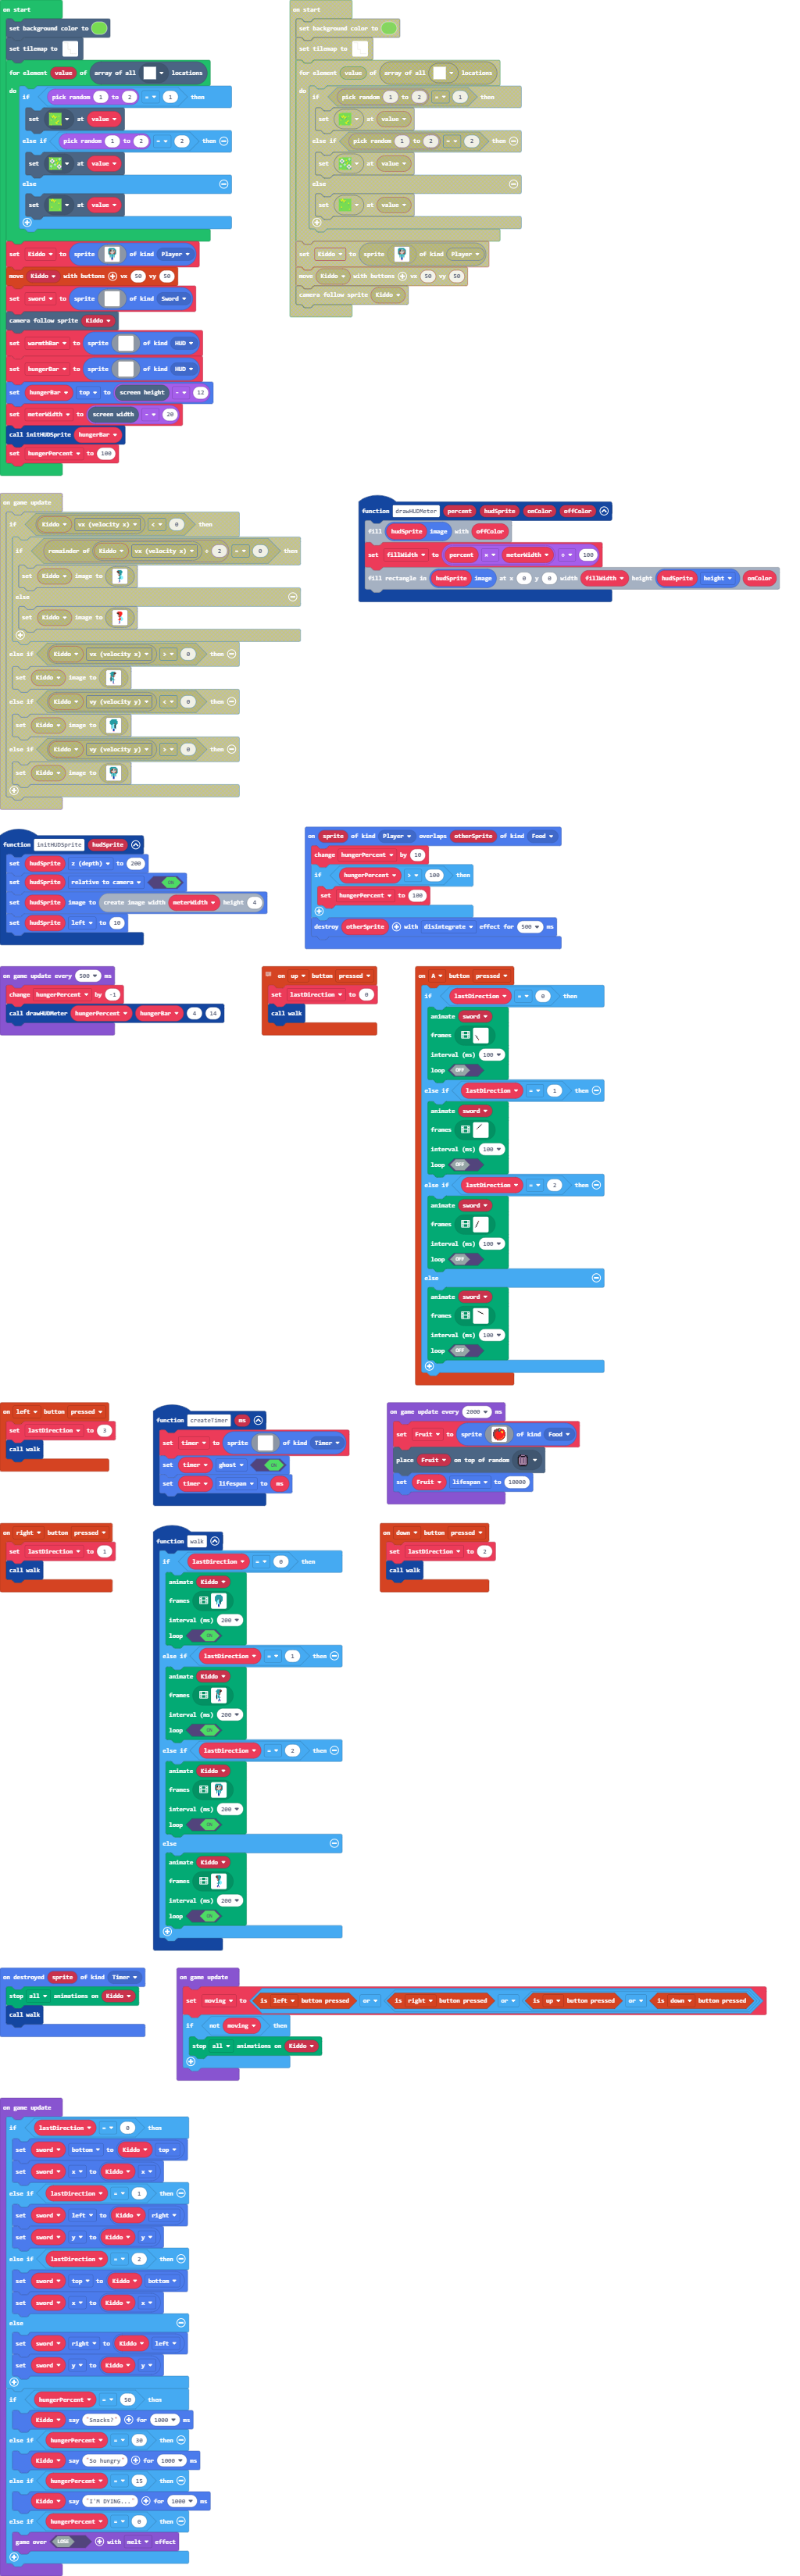 on start
set background color to
set tilemap to
for element value of array of all locations
do
if pick random 1 to 2 = 1 then
set at value
else if pick random 1 to 2 = 2 then
set at value
else
set at value
set Kiddo to sprite of kind Player
move Kiddo with buttons vx 50 vy 50
set sword to sprite of kind Sword
camera follow sprite Kiddo
set warmthBar to sprite of kind HUD
set hungerBar to sprite of kind HUD
set hungerBar top to screen height - 12
set meterWidth to screen width - 20
call initHUDSprite hungerBar
set hungerPercent to 100
on start
set background color to
set tilemap to
for element value of array of all locations
do
if pick random 1 to 2 = 1 then
set at value
else if pick random 1 to 2 = 2 then
set at value
else
set at value
set Kiddo to sprite of kind Player
move Kiddo with buttons vx 50 vy 50
camera follow sprite Kiddo
on game update
if Kiddo vx (velocity x) < 0 then
if remainder of Kiddo vx (velocity x) ÷ 2 = 0 then
set Kiddo image to
else
set Kiddo image to
else if Kiddo vx (velocity x) > 0 then
set Kiddo image to
else if Kiddo vy (velocity y) < 0 then
set Kiddo image to
else if Kiddo vy (velocity y) > 0 then
set Kiddo image to
function drawHUDMeter percent hudSprite onColor offColor
fill hudSprite image with offColor
set fillWidth to percent × meterWidth ÷ 100
fill rectangle in hudSprite image at x 0 y 0 width fillWidth height hudSprite height onColor
function initHUDSprite hudSprite
set hudSprite z (depth) to 200
set hudSprite relative to camera ON
set hudSprite image to create image width meterWidth height 4
set hudSprite left to 10
on sprite of kind Player overlaps otherSprite of kind Food
change hungerPercent by 10
if hungerPercent > 100 then
set hungerPercent to 100
destroy otherSprite with disintegrate effect for 500 ms
on game update every 500 ms
change hungerPercent by -1
call drawHUDMeter hungerPercent hungerBar 4 14
on up button pressed
set lastDirection to 0
call walk
on A button pressed
if lastDirection = 0 then
animate sword
frames
interval (ms) 100
loop OFF
else if lastDirection = 1 then
animate sword
frames
interval (ms) 100
loop OFF
else if lastDirection = 2 then
animate sword
frames
interval (ms) 100
loop OFF
else
animate sword
frames
interval (ms) 100
loop OFF
on left button pressed
set lastDirection to 3
call walk
function createTimer ms
set timer to sprite of kind Timer
set timer ghost ON
set timer lifespan to ms
on game update every 2000 ms
set Fruit to sprite of kind Food
place Fruit on top of random
set Fruit lifespan to 10000
on right button pressed
set lastDirection to 1
call walk
function walk
if lastDirection = 0 then
animate Kiddo
frames
interval (ms) 200
loop ON
else if lastDirection = 1 then
animate Kiddo
frames
interval (ms) 200
loop ON
else if lastDirection = 2 then
animate Kiddo
frames
interval (ms) 200
loop ON
else
animate Kiddo
frames
interval (ms) 200
loop ON
on down button pressed
set lastDirection to 2
call walk
on destroyed sprite of kind Timer
stop all animations on Kiddo
call walk
on game update
set moving to is left button pressed or is right button pressed or is up button pressed or is down button pressed
if not moving then
stop all animations on Kiddo
on game update
if lastDirection = 0 then
set sword bottom to Kiddo top
set sword x to Kiddo x
else if lastDirection = 1 then
set sword left to Kiddo right
set sword y to Kiddo y
else if lastDirection = 2 then
set sword top to Kiddo bottom
set sword x to Kiddo x
else
set sword right to Kiddo left
set sword y to Kiddo y
if hungerPercent = 50 then
Kiddo say "Snacks?" for 1000 ms
else if hungerPercent = 30 then
Kiddo say "So hungry" for 1000 ms
else if hungerPercent = 15 then
Kiddo say "I'M DYING..." for 1000 ms
else if hungerPercent = 0 then
game over LOSE with melt effect